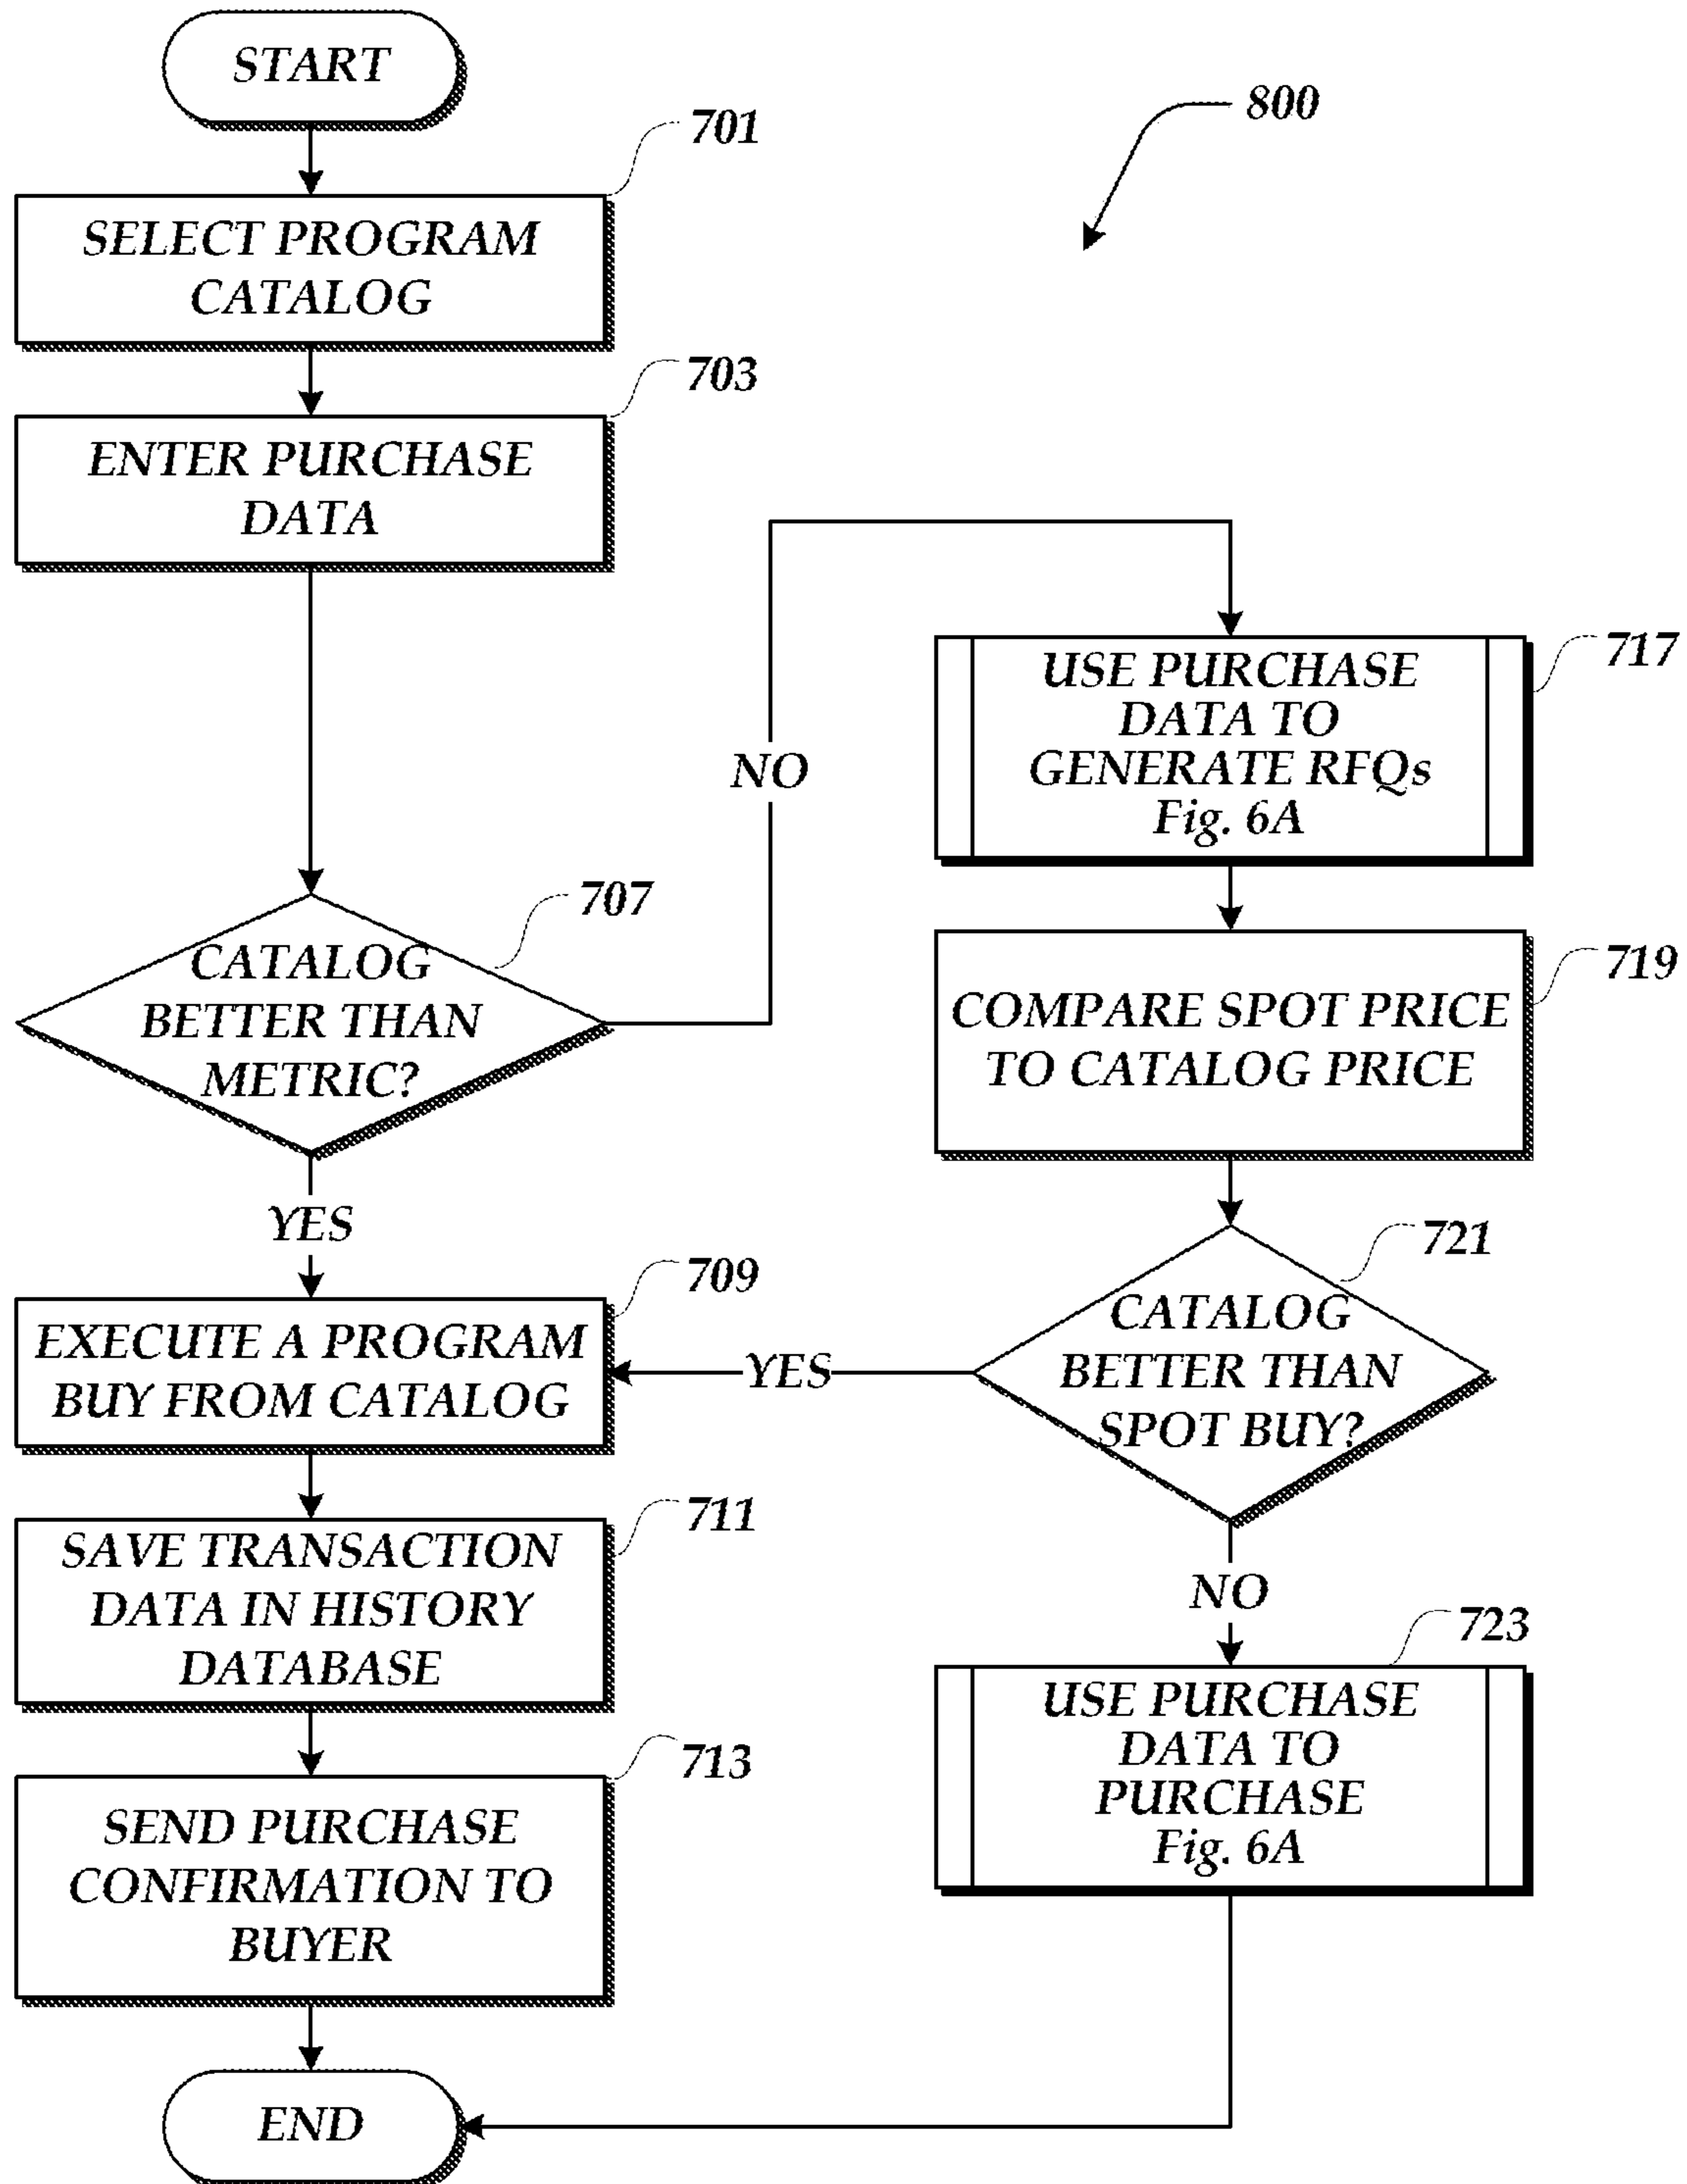 START
800
701
SELECT PROGRAM
CATALOG
703
ENTER PURCHASE
DATA
707
CATALOG
BETTER THAN
METRIC?
NO
YES
709
EXECUTE A PROGRAM
BUY FROM CATALOG
711
SAVE TRANSACTION
DATA IN HISTORY
DATABASE
713
SEND PURCHASE
CONFIRMATION TO
BUYER
END
717
USE PURCHASE
DATA TO
GENERATE RFQs
Fig. 6A
719
COMPARE SPOT PRICE
TO CATALOG PRICE
721
CATALOG
BETTER THAN
SPOT BUY?
YES
NO
723
USE PURCHASE
DATA TO
PURCHASE
Fig. 6A